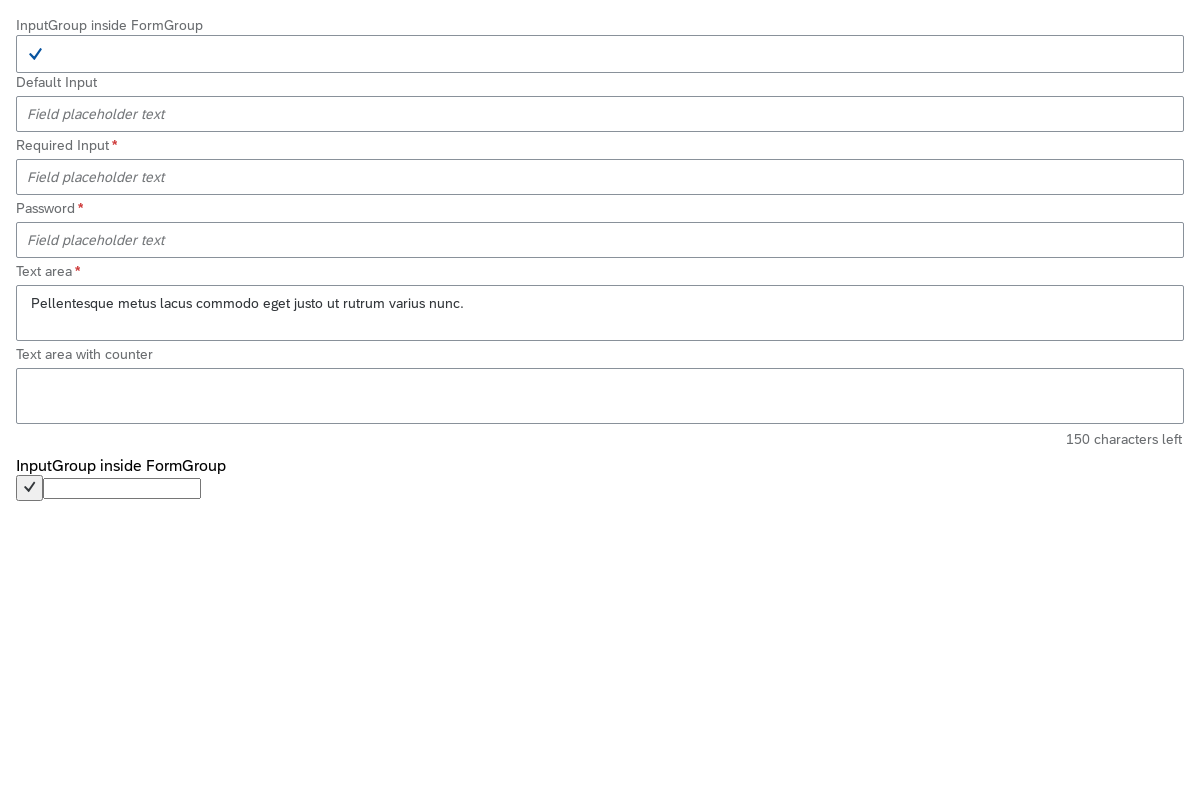 InputGroup inside FormGroup
Default Input
Field placeholder text
Required Input *
Field placeholder text
Password *
Field placeholder text
Text area *
Pellentesque metus lacus commodo eget justo ut rutrum varius nunc.
Text area with counter
150 characters left
InputGroup inside FormGroup